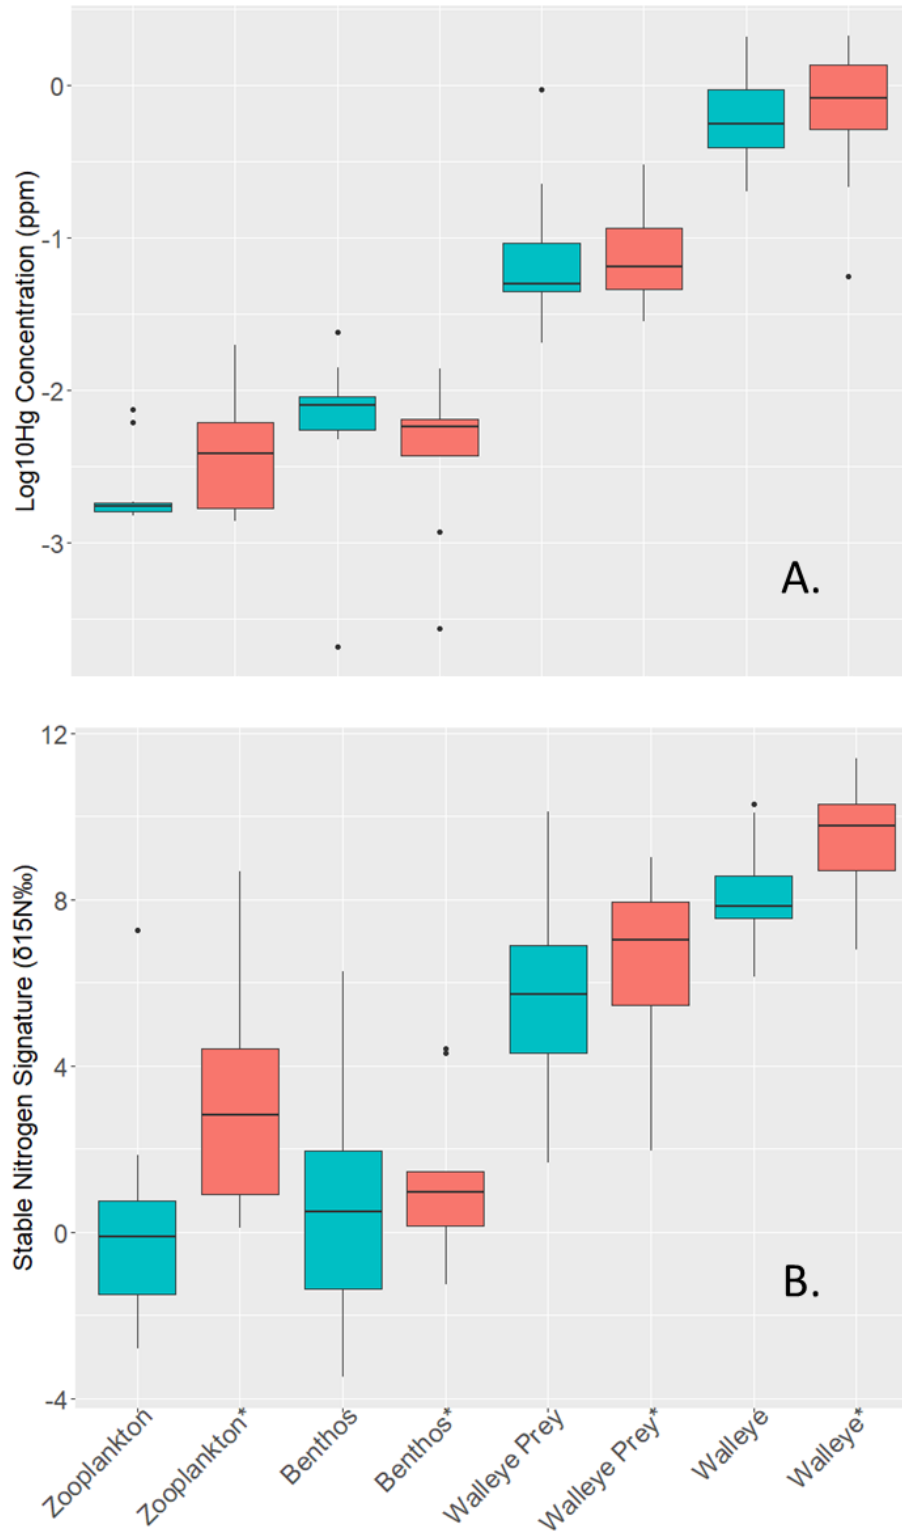 Log10Hg Concentration (ppm)
0
-1
-2
-3
A.
Stable Nitrogen Signature (δ15N‰)
12
8
4
0
-4
B.
Zooplankton
Zooplankton*
Benthos
Benthos*
Walleye Prey
Walleye Prey*
Walleye
Walleye*